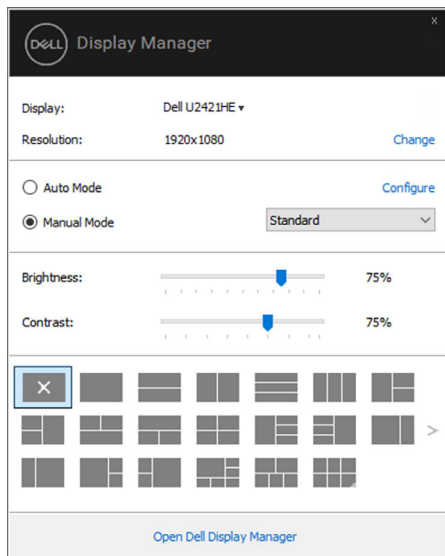 x
DELL Display Manager
Display: Dell U2421HE
Resolution: 1920x1080 Change
Auto Mode Configure
Manual Mode Standard
Brightness: 75%
Contrast: 75%
Open Dell Display Manager